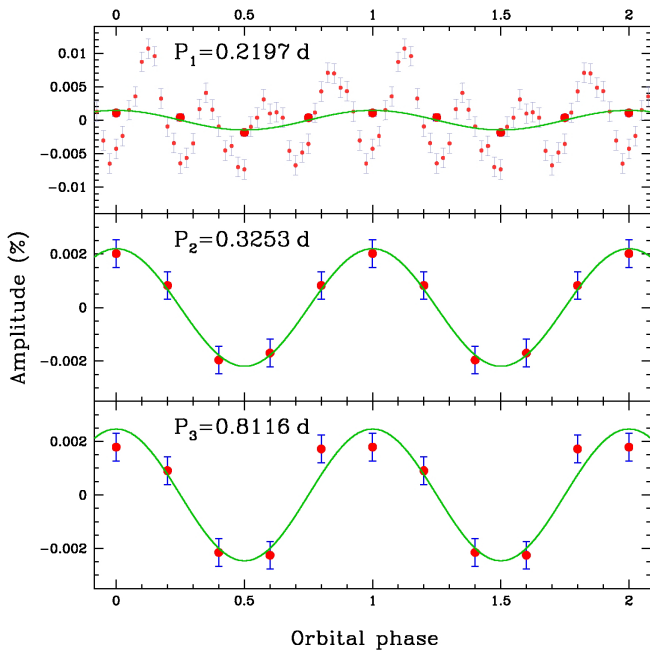 0 0.5 1 1.5 2
P₁=0.2197 d
0.01
0.005
0
−0.005
−0.01
P₂=0.3253 d
0.002
0
−0.002
P₃=0.8116 d
0.002
0
−0.002
Amplitude (%)
0 0.5 1 1.5 2
Orbital phase